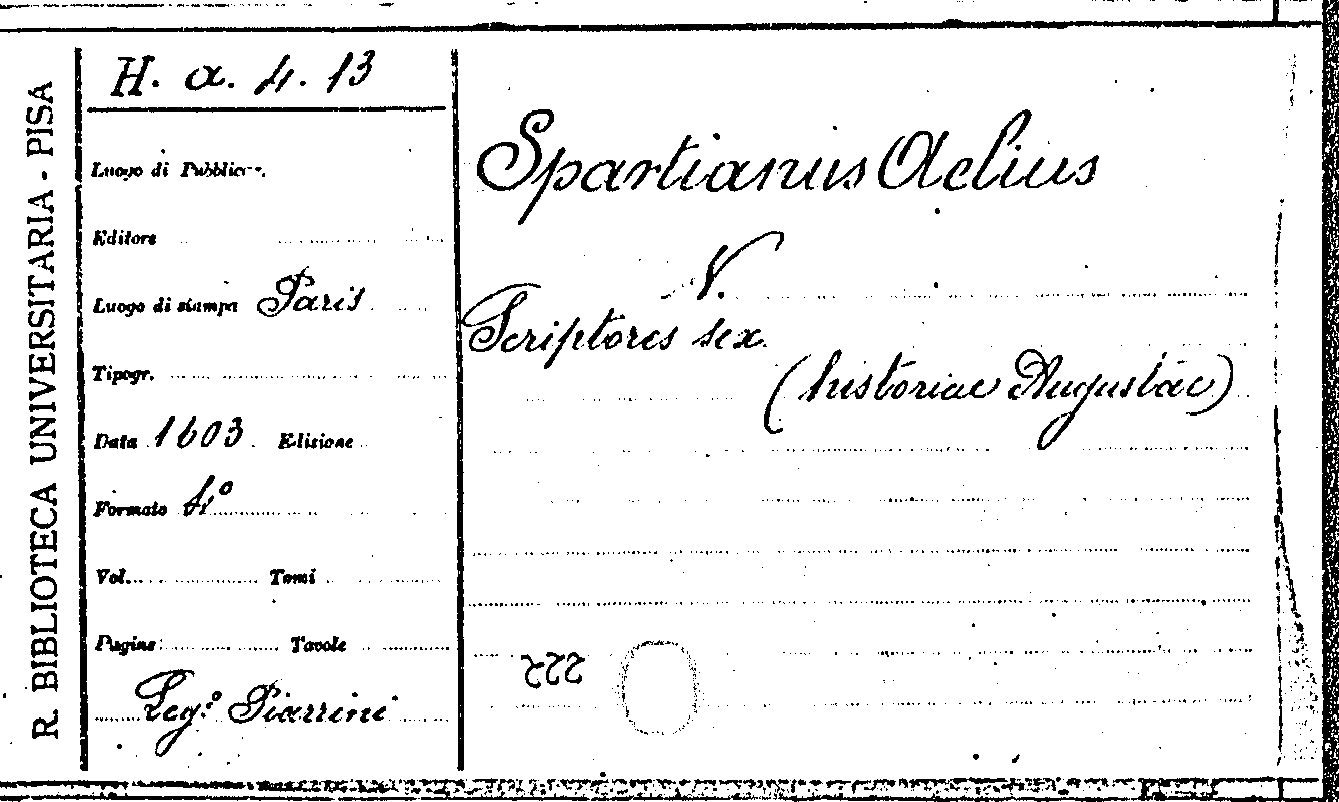 R. BIBLIOTECA UNIVERSITARIA - PISA
H. a. 4. 13
Luogo di Pubblic
Editore
Luogo di stampa Paris
Tipogr.
Data 1603 Edizione
Formato 4°
Vol. Tomi
Pagine Tavole
Leg.° Piazzini
Spartianus Aelius
V.
Scriptores sex
(historiae Augustae)
222